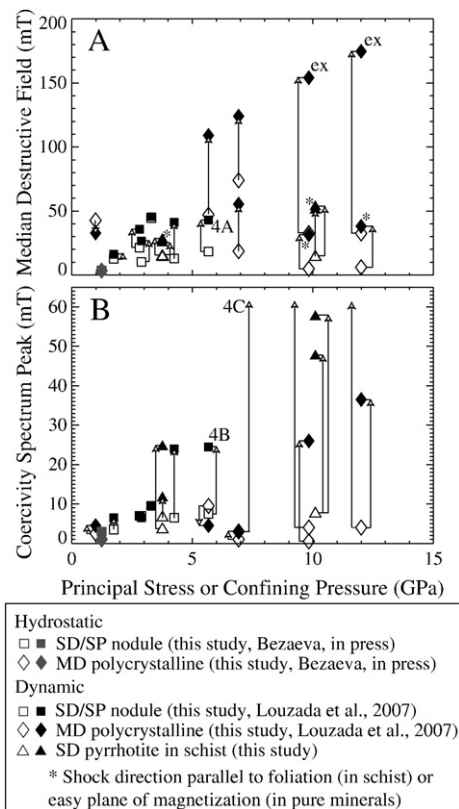 200
A
ex
ex
Median Destructive Field (mT)
150
100
50
*
*
*
*
4A
0
60
B
4C
Coercivity Spectrum Peak (mT)
50
40
30
4B
20
10
0
0 5 10 15
Principal Stress or Confining Pressure (GPa)
Hydrostatic
SD/SP nodule (this study, Bezaeva, in press)
MD polycrystalline (this study, Bezaeva, in press)
Dynamic
SD/SP nodule (this study, Louzada et al., 2007)
MD polycrystalline (this study, Louzada et al., 2007)
SD pyrrhotite in schist (this study)
* Shock direction parallel to foliation (in schist) or
easy plane of magnetization (in pure minerals)